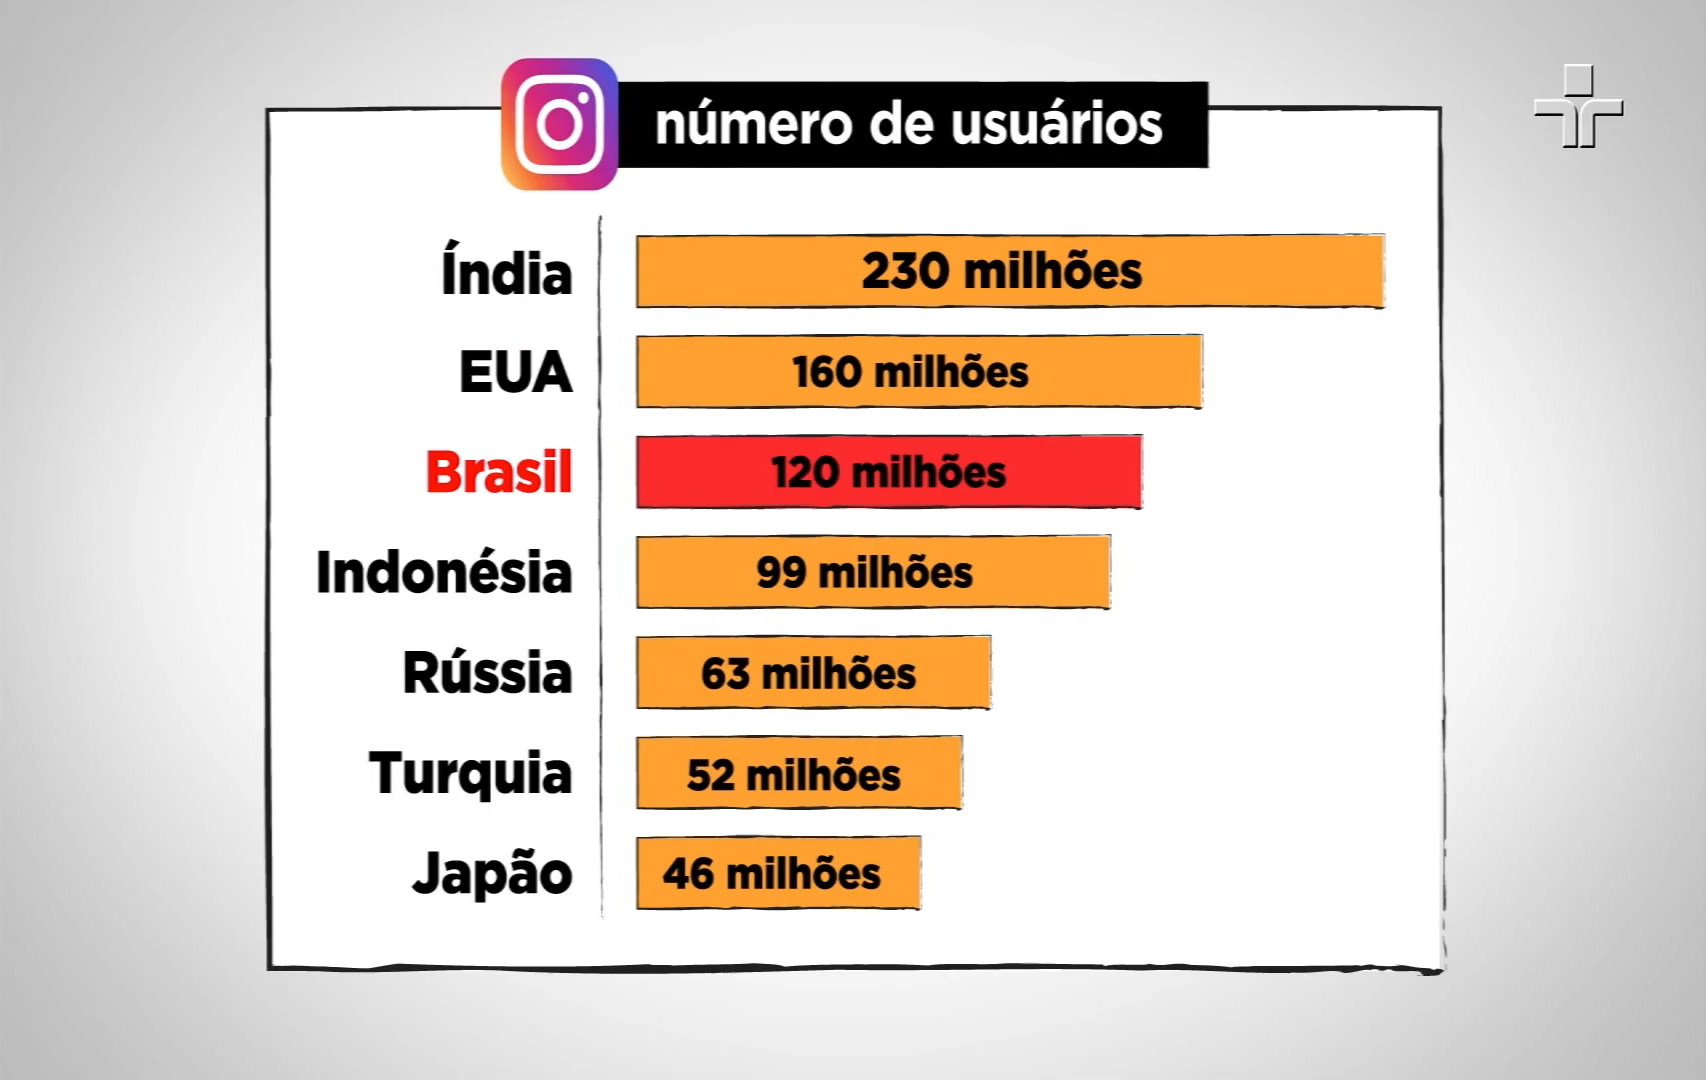 número de usuários
Índia 230 milhões
EUA 160 milhões
Brasil 120 milhões
Indonésia 99 milhões
Rússia 63 milhões
Turquia 52 milhões
Japão 46 milhões